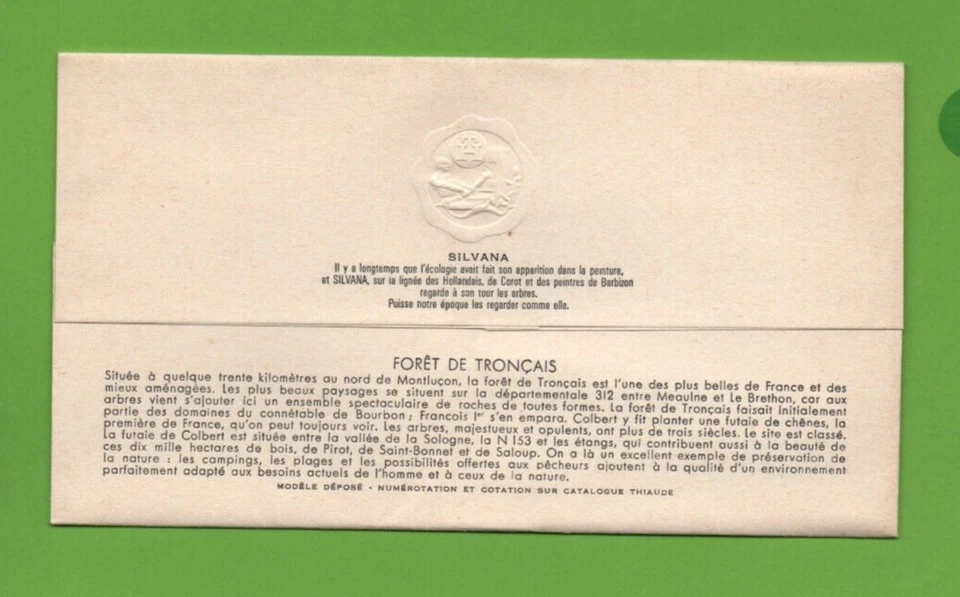 SILVANA
Il y a longtemps que l'écologie avait fait son apparition dans la peinture,
et SILVANA, sur la lignée des Hollandais, de Corot et des peintres de Barbizon
regarde à son tour les arbres.
Puisse notre époque les regarder comme elle.
FORÊT DE TRONÇAIS
Située à quelque trente kilomètres au nord de Montluçon, la forêt de Tronçais est l'une des plus belles de France et des
mieux aménagées. Les plus beaux paysages se situent sur la départementale 312 entre Meaulne et Le Brethon, car aux
arbres vient s'ajouter ici un ensemble spectaculaire de roches de toutes formes. La forêt de Tronçais faisait initialement
partie des domaines du connétable de Bourbon ; Francois Ier s'en empara. Colbert y fit planter une futaie de chênes, la
première de France, qu'on peut toujours voir. Les arbres, majestueux et opulents, ont plus de trois siècles. Le site est classé.
La futaie de Colbert est située entre la vallée de la Sologne, la N 153 et les étangs, qui contribuent aussi à la beauté de
ces dix mille hectares de bois, de Pirot, de Saint-Bonnet et de Saloup. On a là un excellent exemple de préservation de
la nature : les campings, les plages et les possibilités offertes aux pêcheurs ajoutent à la qualité d'un environnement
parfaitement adapté aux besoins actuels de l'homme et à ceux de la nature.
MODÈLE DÉPOSÉ - NUMÉROTATION ET COTATION SUR CATALOGUE THIAUDE